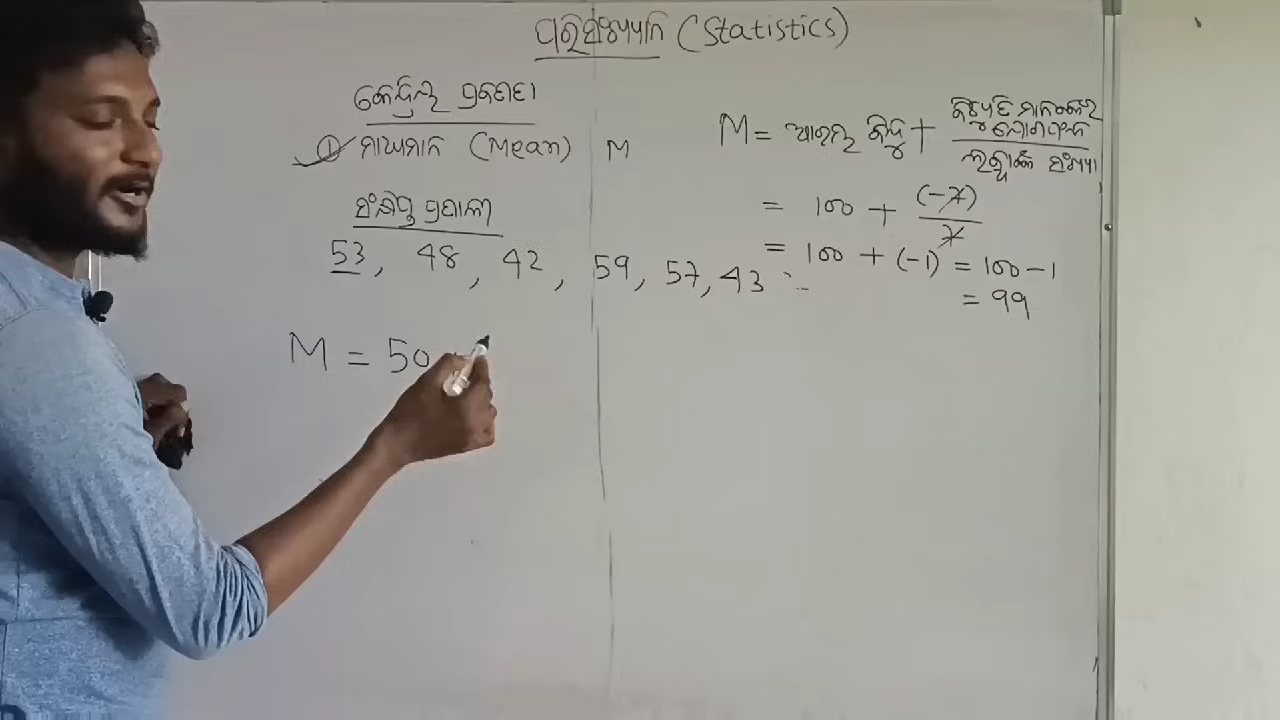 ପରିସଂଖ୍ୟାନ (Statistics)
କେନ୍ଦ୍ରୀୟ ପ୍ରବଣତା
① ମାଧ୍ୟମାନ (Mean) M
ସଂକ୍ଷିପ୍ତ ପ୍ରଣାଳୀ
53, 48, 42, 59, 57, 43
M = 50
M = ଆରମ୍ଭ ବିନ୍ଦୁ + ବିଚ୍ୟୁତି ମାନଙ୍କର ଯୋଗଫଳ
ଲବ୍ଧାଙ୍କ ସଂଖ୍ୟା
= 100 + (-7)
7
= 100 + (-1) = 100 - 1
= 99